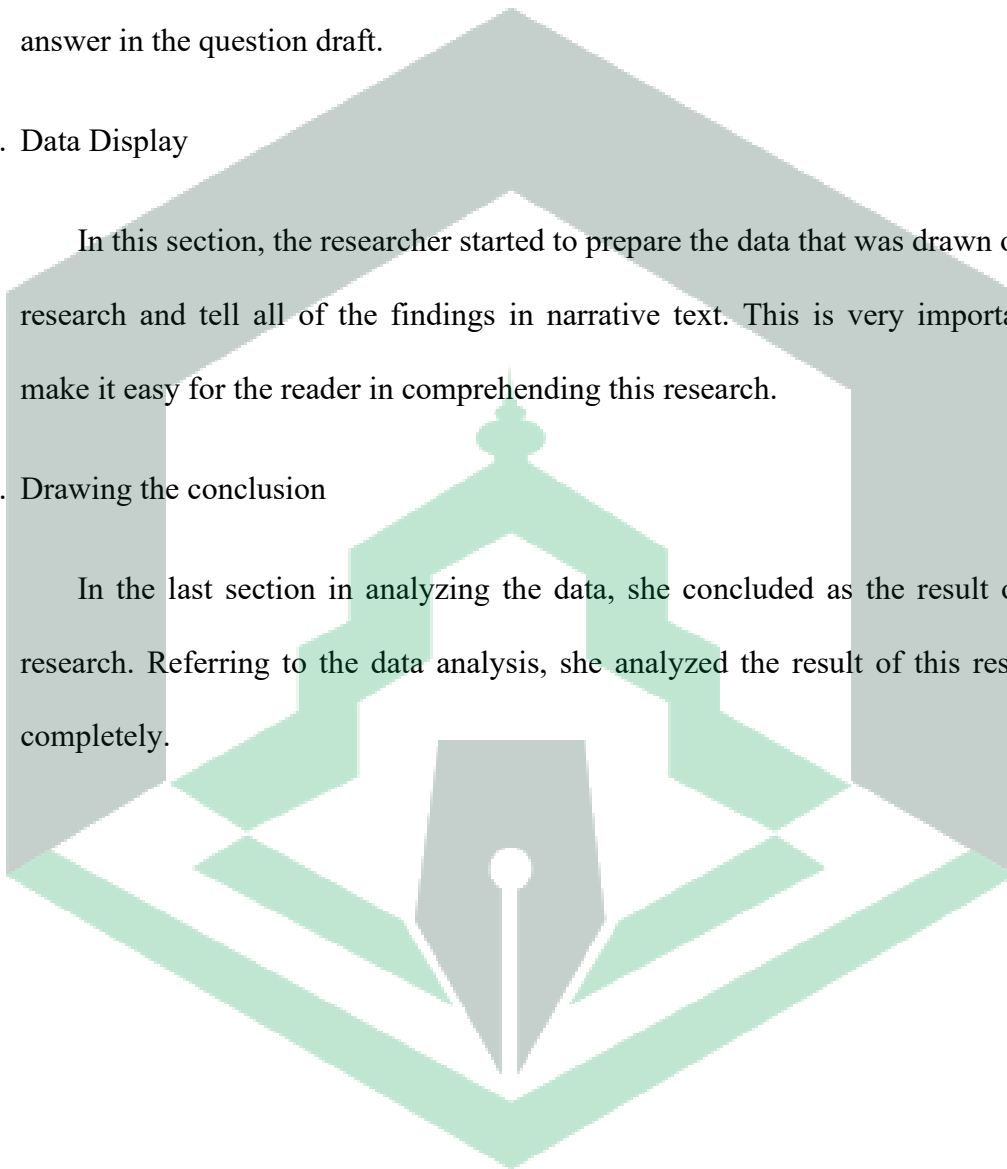 answer in the question draft.
. Data Display
In this section, the researcher started to prepare the data that was drawn
research and tell all of the findings in narrative text. This is very
make it easy for the reader in comprehending this research.
. Drawing the conclusion
In the last section in analyzing the data, she concluded as the result
research. Referring to the data analysis, she analyzed the result of this
completely.